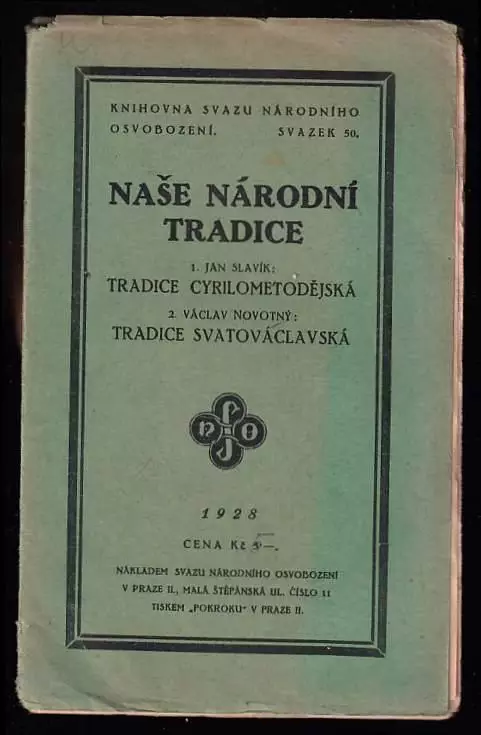 KNIHOVNA SVAZU NÁRODNÍHO
OSVOBOZENÍ. SVAZEK 50.
NAŠE NÁRODNÍ
TRADICE
1. JAN SLAVÍK:
TRADICE CYRILOMETODĚJSKÁ
2. VÁCLAV NOVOTNÝ:
TRADICE SVATOVÁCLAVSKÁ
1928
CENA Kč
NÁKLADEM SVAZU NÁRODNÍHO OSVOBOZENÍ
V PRAZE II., MALÁ ŠTĚPÁNSKÁ UL. ČÍSLO 11
TISKEM „POKROKU" V PRAZE II.